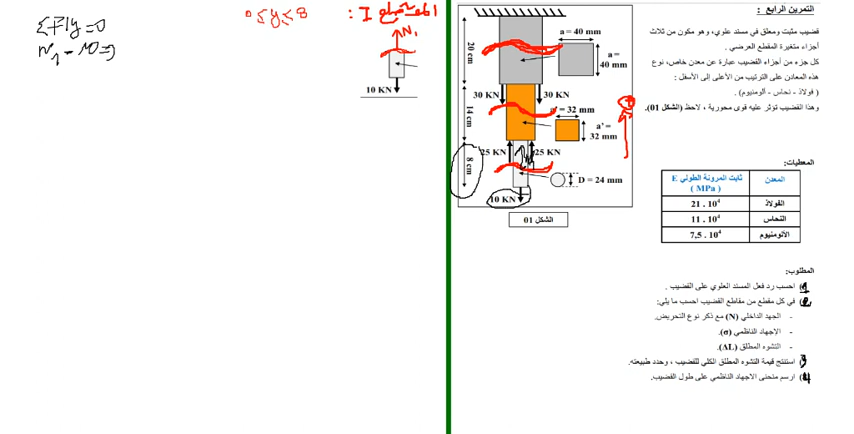 التمرين الرابع :
قضيب مثبت ومعلق في مسند علوي، وهو مكون من ثلاث
أجزاء متغيرة المقطع العرضي.
كل جزء من أجزاء القضيب عبارة عن معدن خاص، نوع
هذه المعادن على الترتيب من الأعلى إلى الأسفل:
( فولاذ - نحاس - ألومنيوم).
وهذا القضيب تؤثر عليه قوى محورية ، لاحظ (الشكل 01).
20 cm
14 cm
8 cm
a = 40 mm
a =
40 mm
30 KN
30 KN
a' = 32 mm
a' =
32 mm
25 KN
25 KN
D = 24 mm
10 KN
الشكل 01
المعطيات:
المعدن
ثابت المرونة الطولي E
( MPa )
الفولاذ
21 . 10⁴
النحاس
11 . 10⁴
الألومنيوم
7,5 . 10⁴
المطلوب:
1) احسب رد فعل المسند العلوي على القضيب .
2) في كل مقطع من مقاطع القضيب احسب ما يلي:
- الجهد الداخلي (N) مع ذكر نوع التحريض.
- الاجهاد الناظمي (σ).
- التشوه المطلق (ΔL).
3) استنتج قيمة التشوه المطلق الكلي للقضيب ، وحدد طبيعته.
4) ارسم منحنى الاجهاد الناظمي على طول القضيب.
المقطع I :
0 ≤ y ≤ 8
N₁
10 KN
Σ F/y = 0
N₁ - 10 = 0